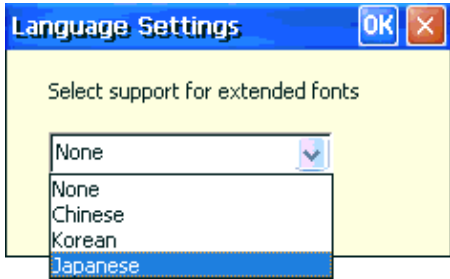 Language Settings OK
Select support for extended fonts
None
None
Chinese
Korean
Japanese